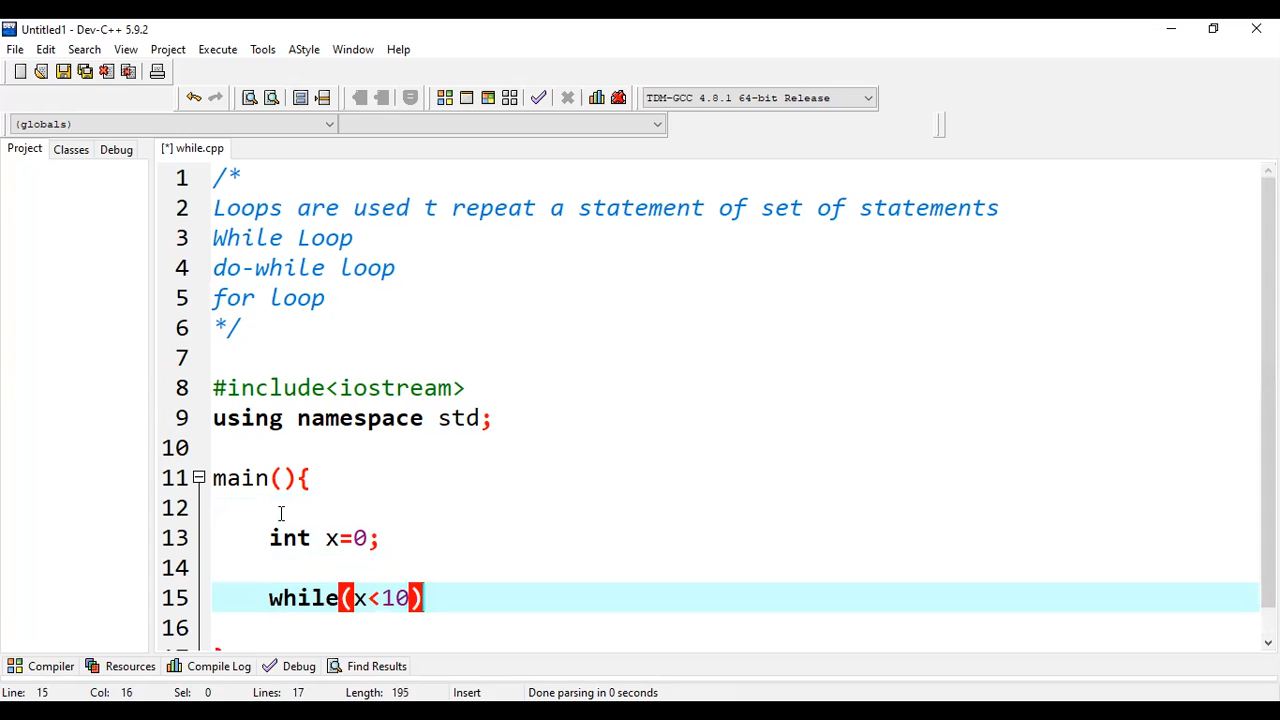 Untitled1 - Dev-C++ 5.9.2
File Edit Search View Project Execute Tools AStyle Window Help
TDM-GCC 4.8.1 64-bit Release
(globals)
Project Classes Debug [*] while.cpp
1 /*
2 Loops are used t repeat a statement of set of statements
3 While Loop
4 do-while loop
5 for loop
6 */
7
8 #include<iostream>
9 using namespace std;
10
11 main(){
12
13 int x=0;
14
15 while(x<10)
16
Compiler Resources Compile Log Debug Find Results
Line: 15 Col: 16 Sel: 0 Lines: 17 Length: 195 Insert Done parsing in 0 seconds